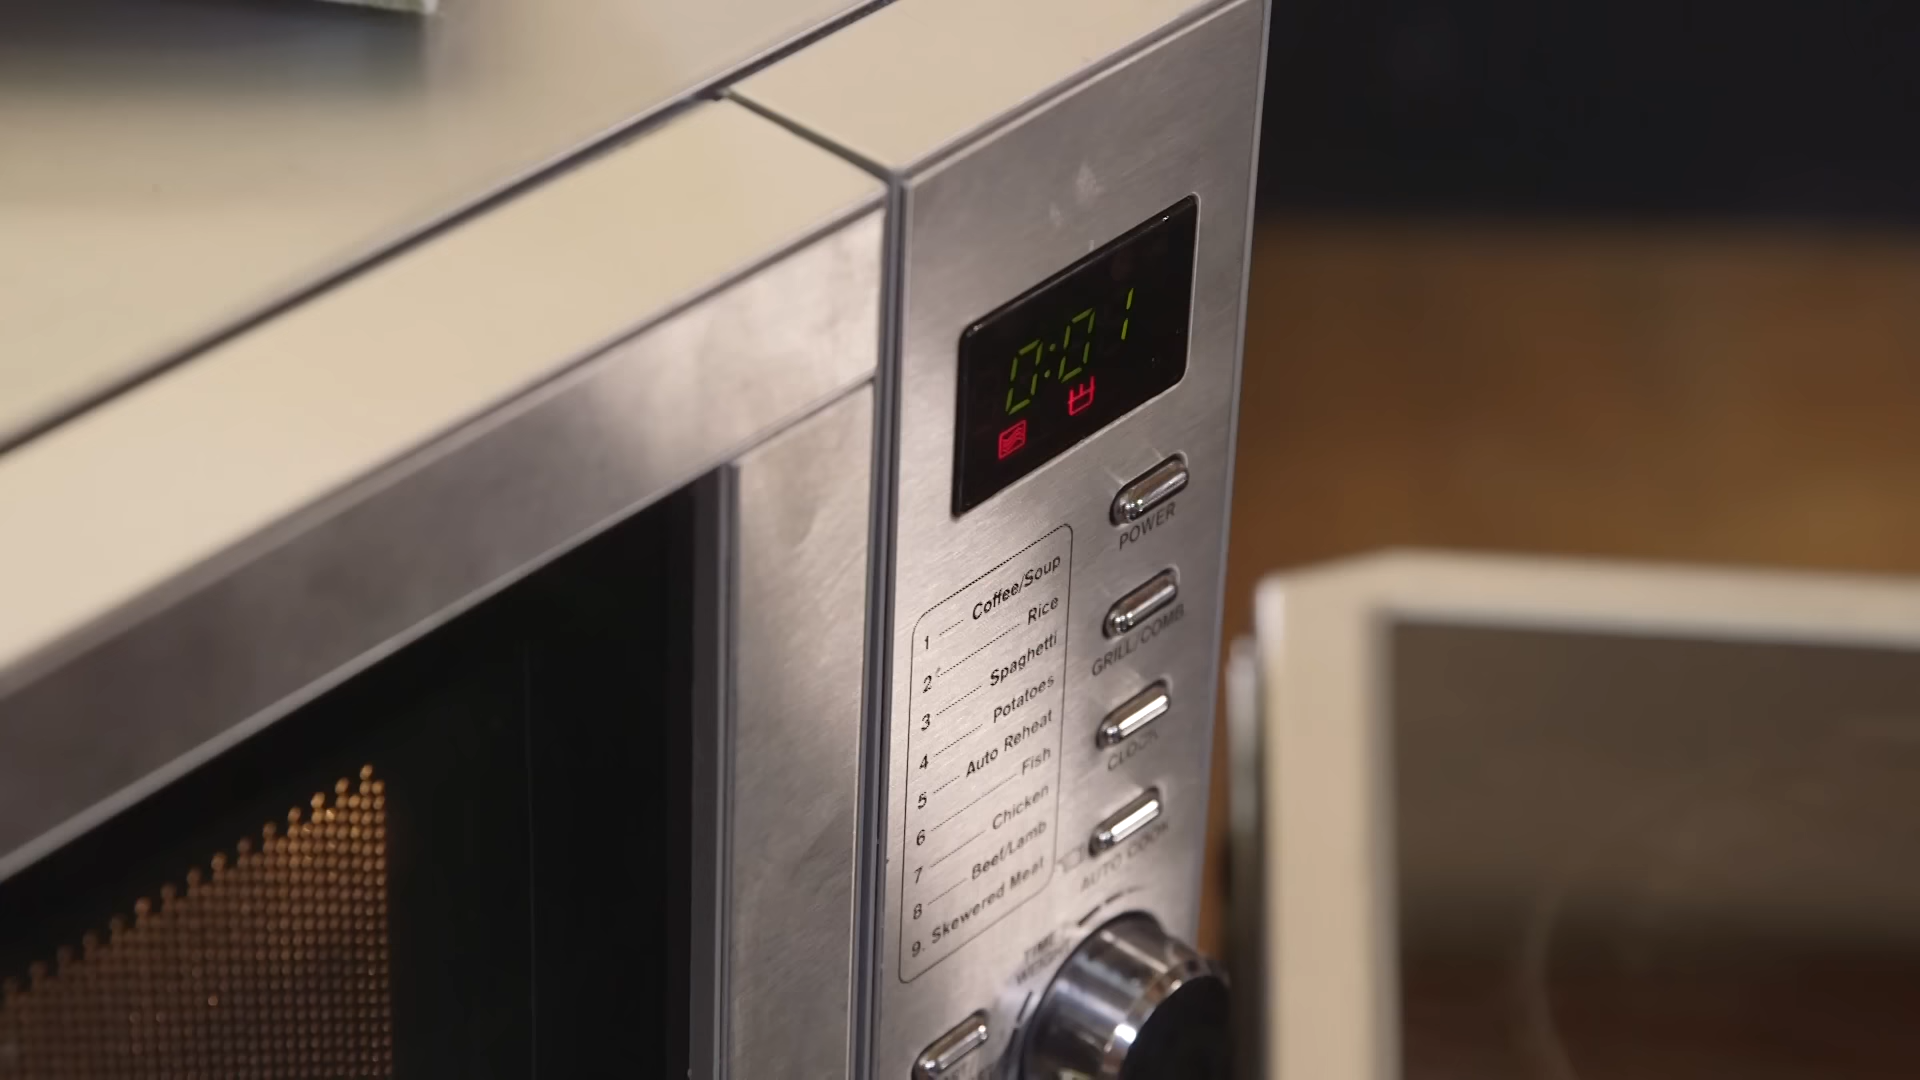 0:01
POWER
GRILL/COMB
CLOCK
AUTO COOK
1 Coffee/Soup
2 Rice
3 Spaghetti
4 Potatoes
5 Auto Reheat
6 Fish
7 Chicken
8 Beef/Lamb
9. Skewered Meat
TIME